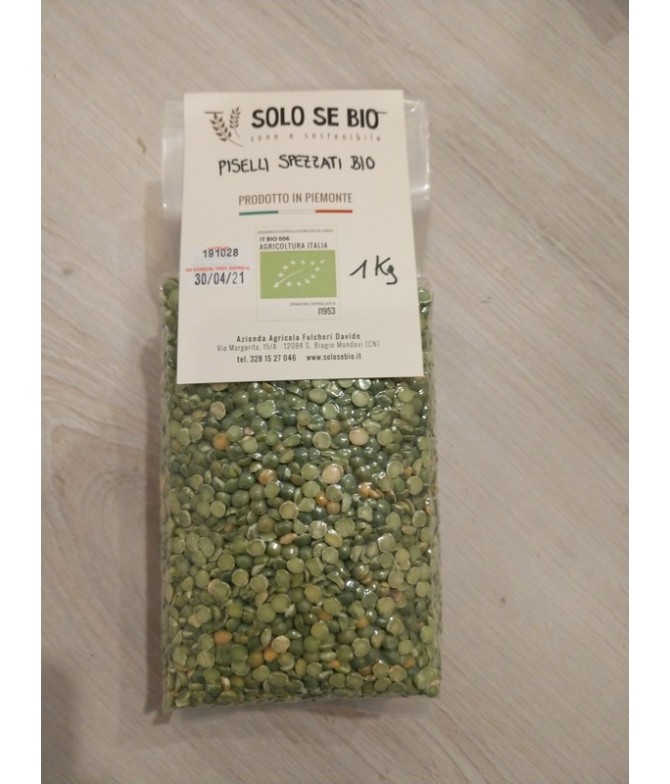 SOLO SE BIO
sano e sostenibile
PISELLI SPEZZATI BIO
PRODOTTO IN PIEMONTE
191028
30/04/21
IT BIO 006
AGRICOLTURA ITALIA
I1953
1 Kg
Azienda Agricola Fulcheri Davide
Via Margarita, 15/A - 12084 S. Biagio Mondovì (CN)
tel. 328 15 27 046 www.solosebio.it